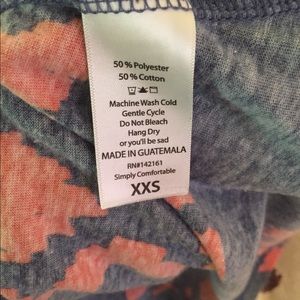 50% Polyester
50% Cotton
Machine Wash Cold
Gentle Cycle
Do Not Bleach
Hang Dry
or you'll be sad
MADE IN GUATEMALA
RN#142161
Simply Comfortable
XXS